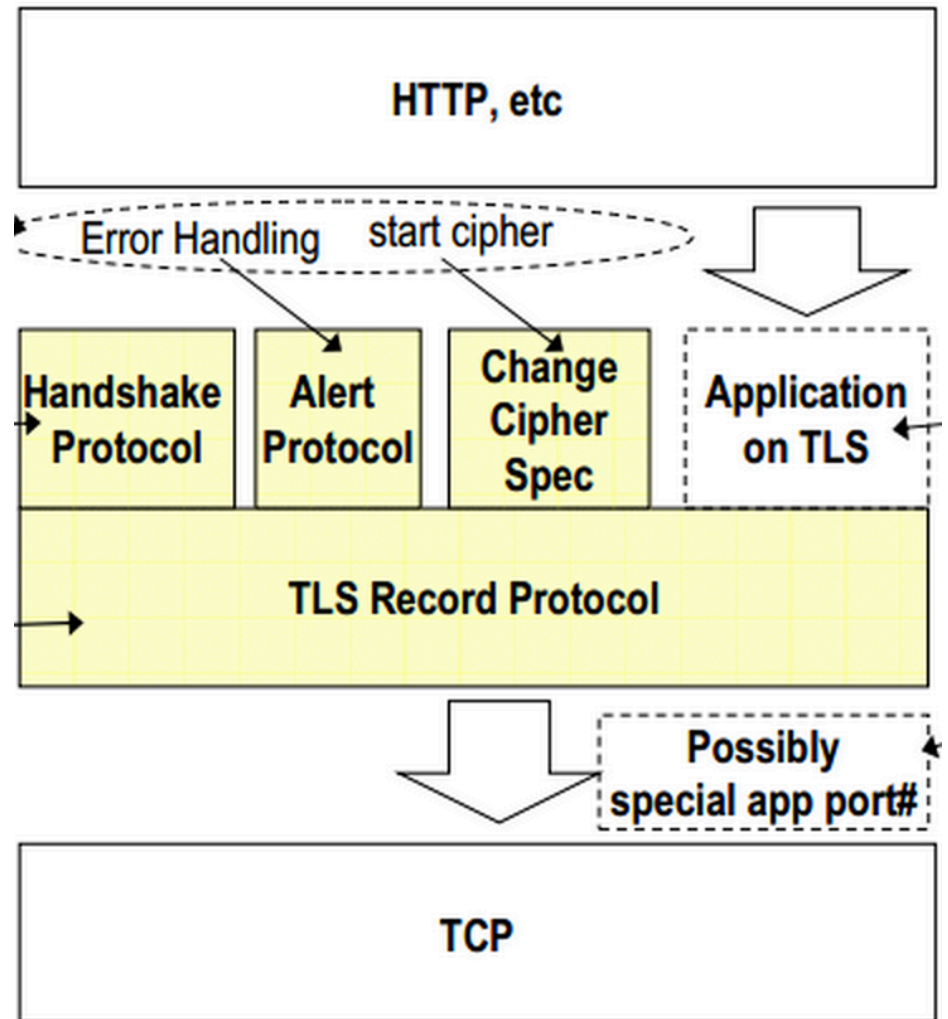 HTTP, etc
Error Handling
start cipher
Handshake
Protocol
Alert
Protocol
Change
Cipher
Spec
Application
on TLS
TLS Record Protocol
Possibly
special app port#
TCP